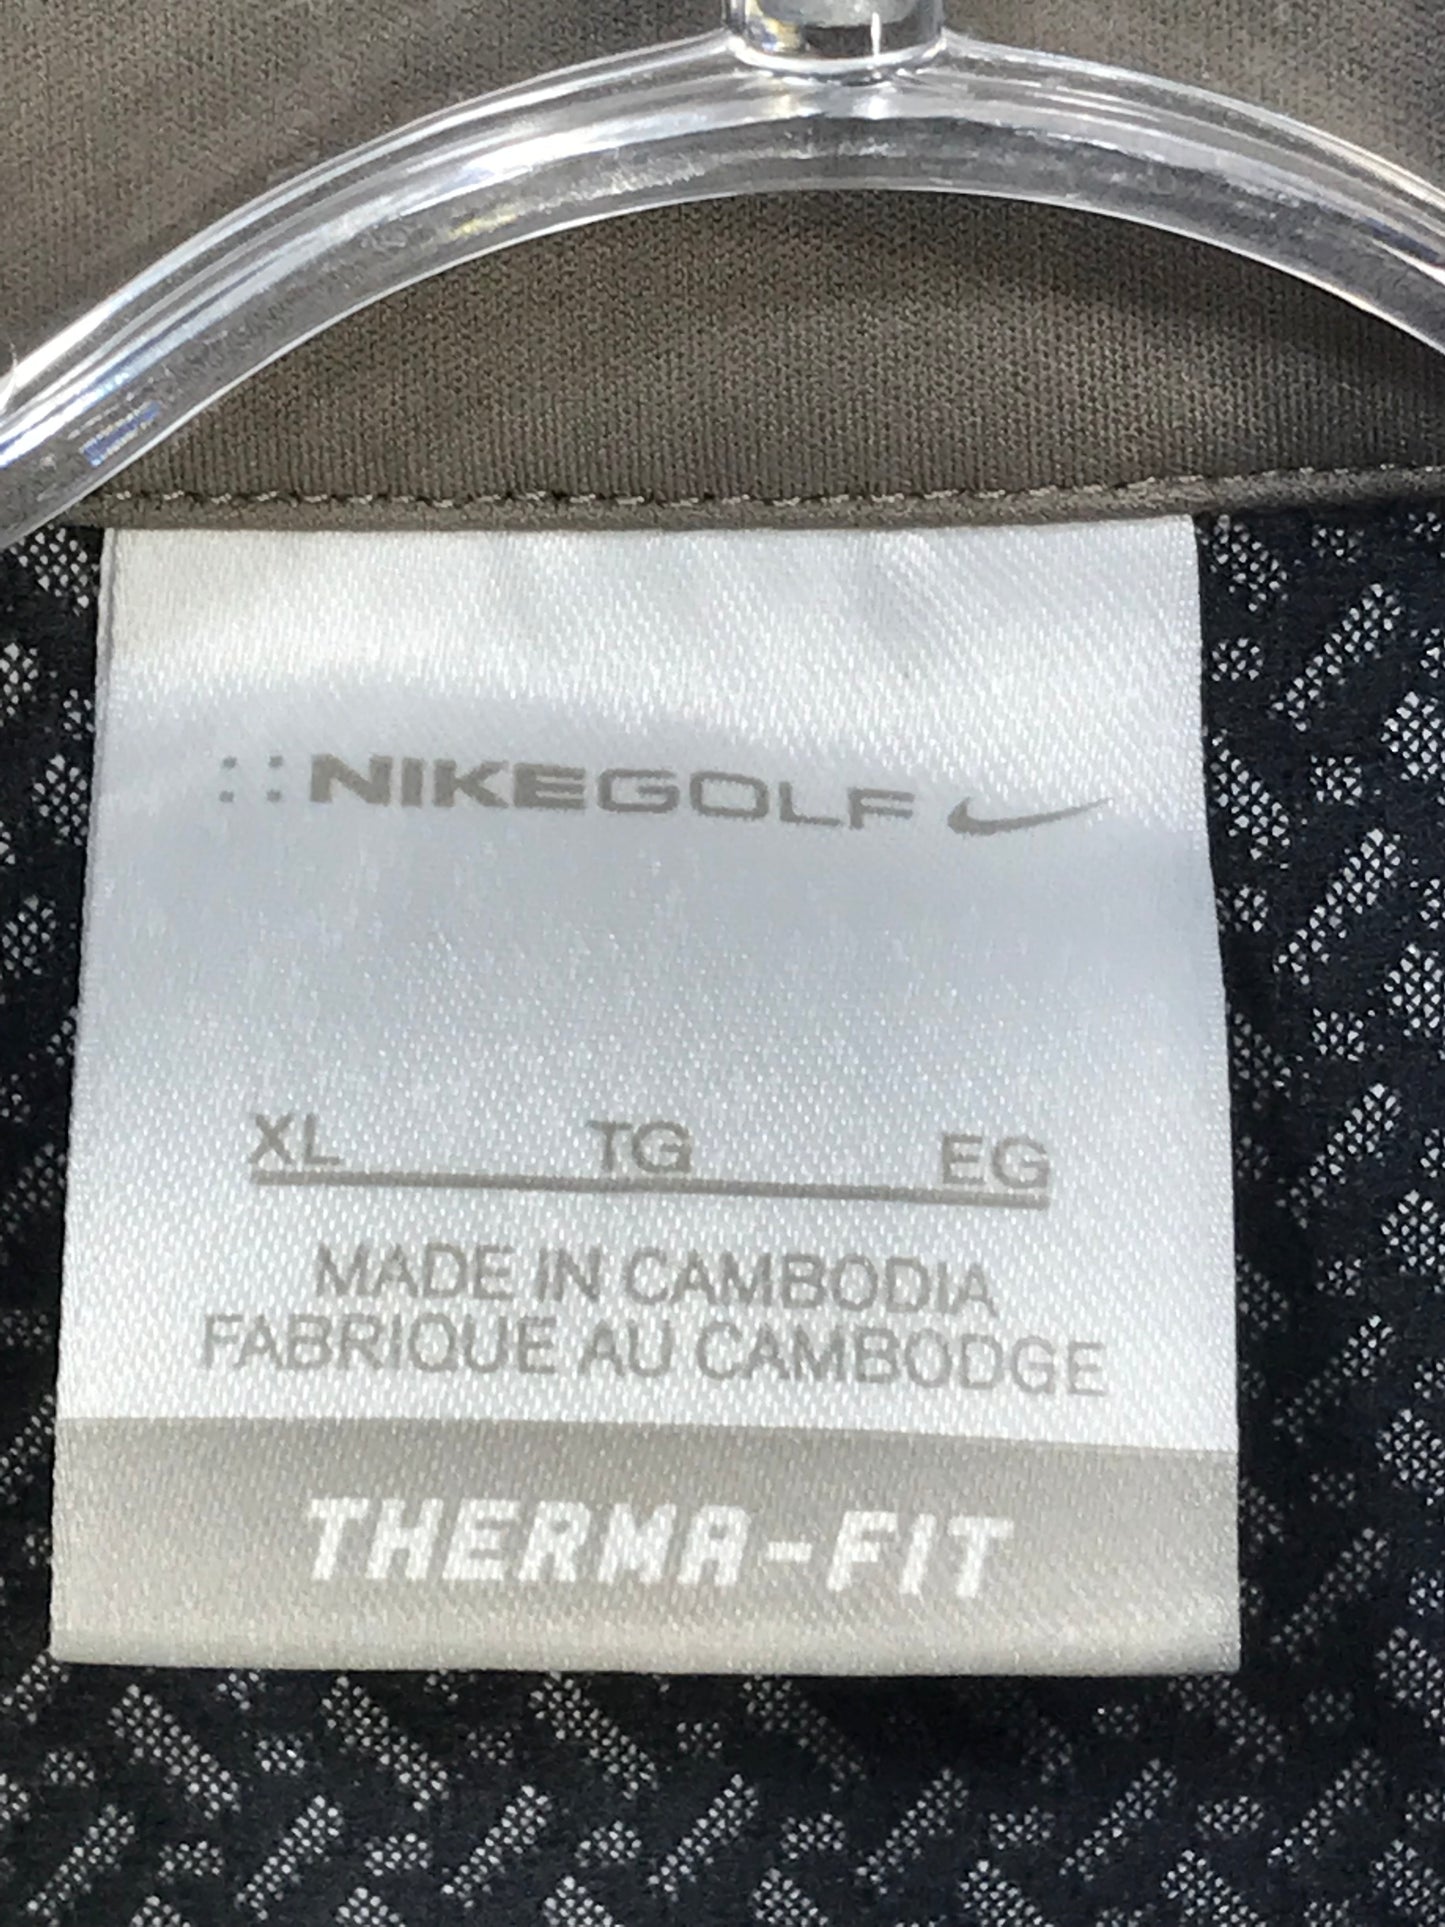 ::NIKEGOLF
XL TG EG
MADE IN CAMBODIA
FABRIQUE AU CAMBODGE
THERMA-FIT